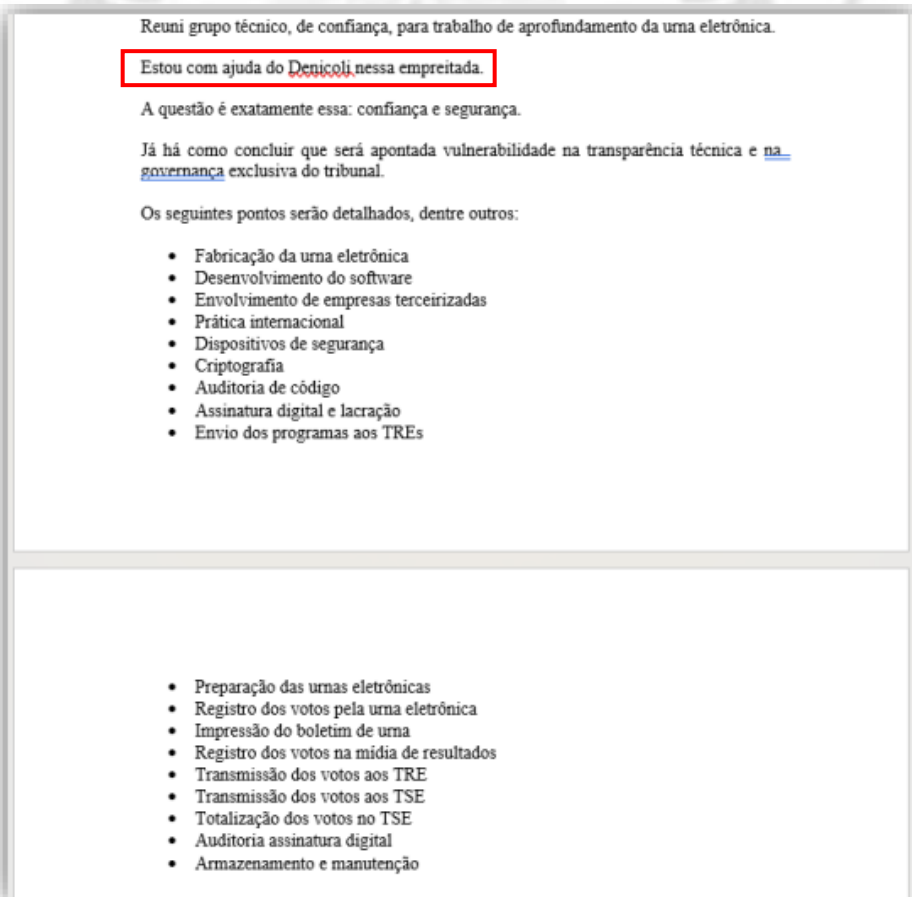 Reuni grupo técnico, de confiança, para trabalho de aprofundamento da urna eletrônica.
Estou com ajuda do Denicoli nessa empreitada.
A questão é exatamente essa: confiança e segurança.
Já há como concluir que será apontada vulnerabilidade na transparência técnica e na
governança exclusiva do tribunal.
Os seguintes pontos serão detalhados, dentre outros:
• Fabricação da urna eletrônica
• Desenvolvimento do software
• Envolvimento de empresas terceirizadas
• Prática internacional
• Dispositivos de segurança
• Criptografia
• Auditoria de código
• Assinatura digital e lacração
• Envio dos programas aos TREs
• Preparação das urnas eletrônicas
• Registro dos votos pela urna eletrônica
• Impressão do boletim de urna
• Registro dos votos na mídia de resultados
• Transmissão dos votos aos TRE
• Transmissão dos votos aos TSE
• Totalização dos votos no TSE
• Auditoria assinatura digital
• Armazenamento e manutenção